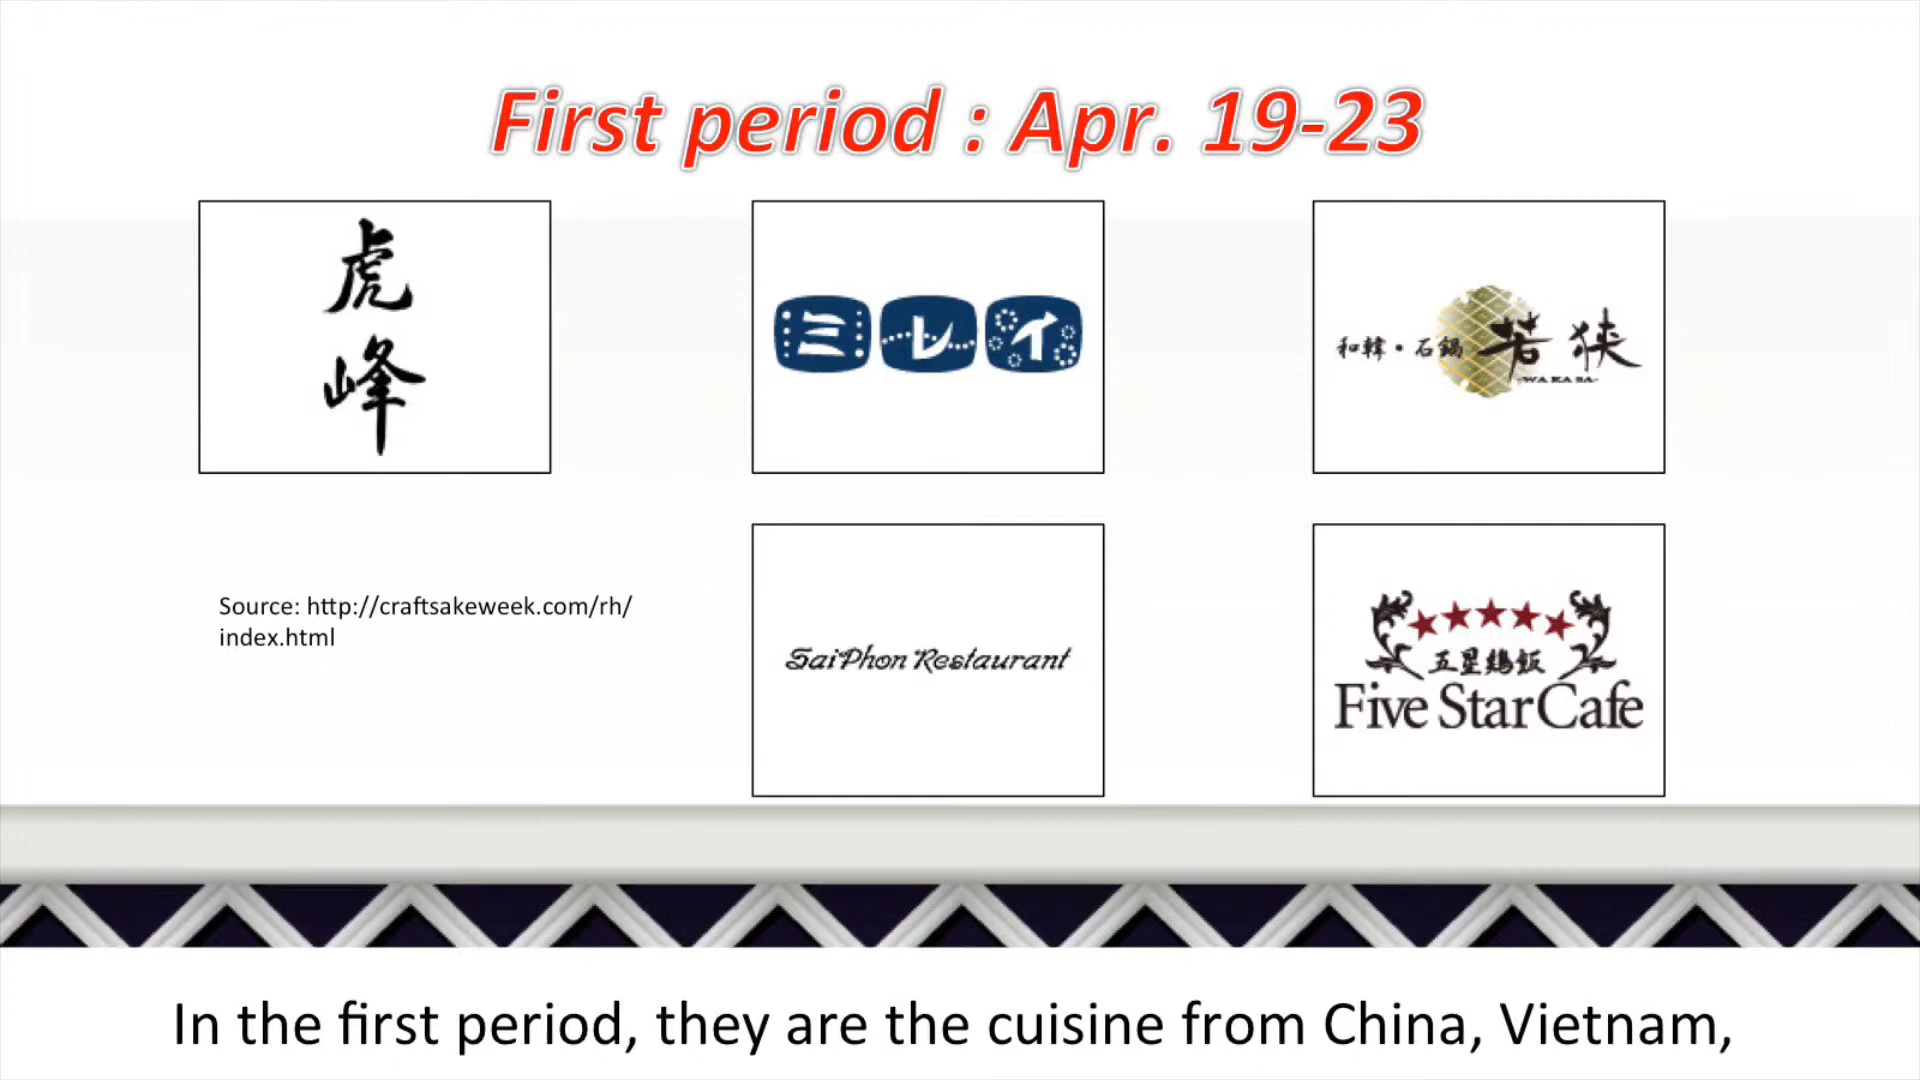 First period : Apr. 19-23
虎
峰
ミレイ
和韓・石鍋 若狭
WAKASA
Source: http://craftsakeweek.com/rh/
index.html
SaiPhon Restaurant
五星鶏飯
Five Star Cafe
In the first period, they are the cuisine from China, Vietnam,